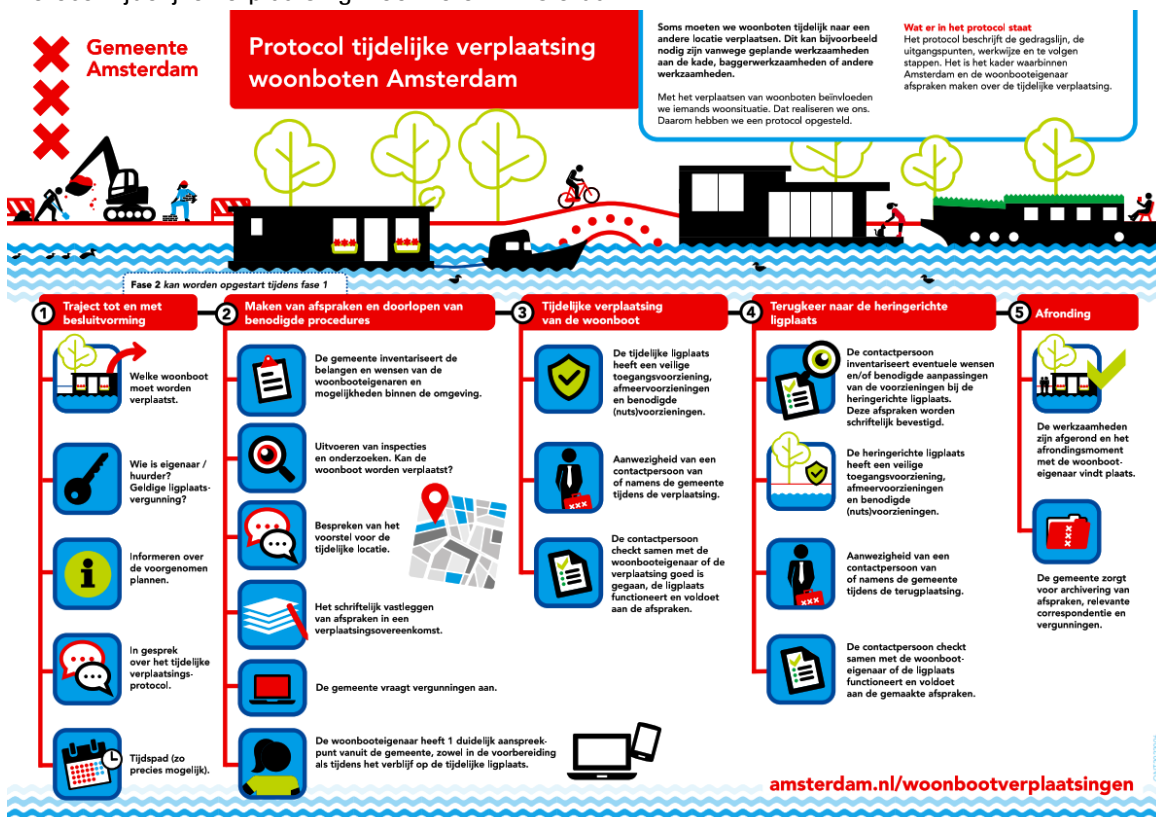 Gemeente
Amsterdam
Protocol tijdelijke verplaatsing
woonboten Amsterdam
Soms moeten we woonboten tijdelijk naar een
andere locatie verplaatsen. Dit kan bijvoorbeeld
nodig zijn vanwege geplande werkzaamheden
aan de kade, baggerwerkzaamheden of andere
werkzaamheden.
Met het verplaatsen van woonboten beïnvloeden
we iemands woonsituatie. Dat realiseren we ons.
Daarom hebben we een protocol opgesteld.
Wat er in het protocol staat
Het protocol beschrijft de gedragslijn, de
uitgangspunten, werkwijze en te volgen
stappen. Het is het kader waarbinnen
Amsterdam en de woonbooteigenaar
afspraken maken over de tijdelijke verplaatsing.
Fase 2 kan worden opgestart tijdens fase 1
1 Traject tot en met
besluitvorming
Welke woonboot
moet worden
verplaatst.
Wie is eigenaar /
huurder?
Geldige ligplaats-
vergunning?
Informeren over
de voorgenomen
plannen.
In gesprek
over het tijdelijke
verplaatsings-
protocol.
Tijdspad (zo
precies mogelijk).
2 Maken van afspraken en doorlopen van
benodigde procedures
De gemeente inventariseert de
belangen en wensen van de
woonbooteigenaren en
mogelijkheden binnen de omgeving.
Uitvoeren van inspecties
en onderzoeken. Kan de
woonboot worden verplaatst?
Bespreken van het
voorstel voor de
tijdelijke locatie.
Het schriftelijk vastleggen
van afspraken in een
verplaatsingsovereenkomst.
De gemeente vraagt vergunningen aan.
De woonbooteigenaar heeft 1 duidelijk aanspreek-
punt vanuit de gemeente, zowel in de voorbereiding
als tijdens het verblijf op de tijdelijke ligplaats.
3 Tijdelijke verplaatsing
van de woonboot
De tijdelijke ligplaats
heeft een veilige
toegangsvoorziening,
afmeervoorzieningen
en benodigde
(nuts)voorzieningen.
Aanwezigheid van een
contactpersoon van
of namens de gemeente
tijdens de verplaatsing.
De contactpersoon
checkt samen met de
woonbooteigenaar of de
verplaatsing goed is
gegaan, de ligplaats
functioneert en voldoet
aan de afspraken.
4 Terugkeer naar de heringerichte
ligplaats
De contactpersoon
inventariseert eventuele wensen
en/of benodigde aanpassingen
van de voorzieningen bij de
heringerichte ligplaats.
Deze afspraken worden
schriftelijk bevestigd.
De heringerichte ligplaats
heeft een veilige
toegangsvoorziening,
afmeervoorzieningen
en benodigde
(nuts)voorzieningen.
Aanwezigheid van een
contactpersoon van
of namens de gemeente
tijdens de terugplaatsing.
De contactpersoon checkt
samen met de woonboot-
eigenaar of de ligplaats
functioneert en voldoet
aan de gemaakte afspraken.
5 Afronding
De werkzaamheden
zijn afgerond en het
afrondingsmoment
met de woonboot-
eigenaar vindt plaats.
De gemeente zorgt
voor archivering van
afspraken, relevante
correspondentie en
vergunningen.
amsterdam.nl/woonbootverplaatsingen